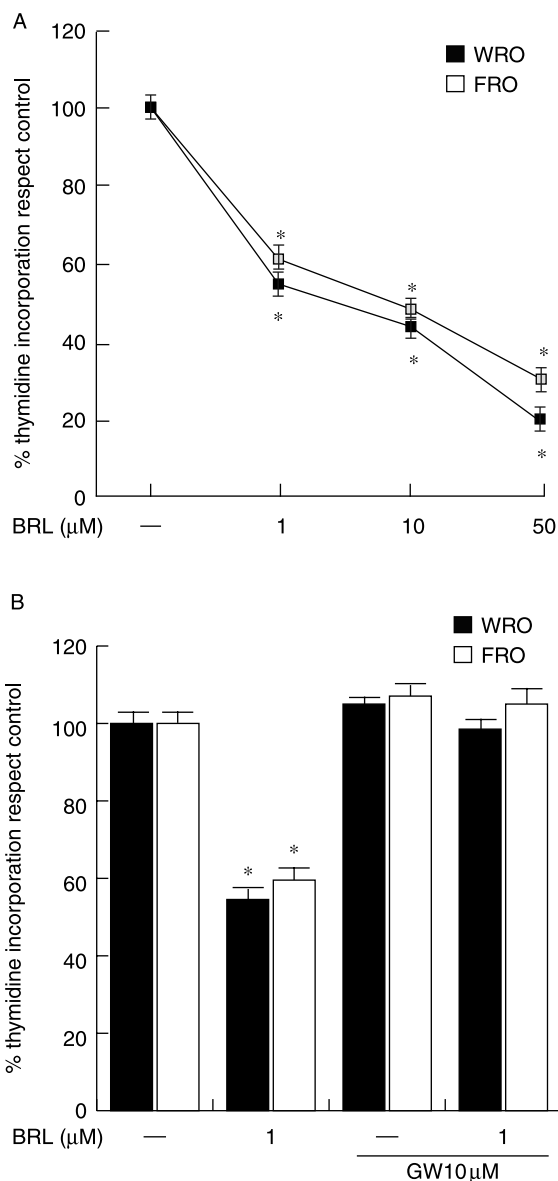 A
% thymidine incorporation respect control
120
100
80
60
40
20
0
WRO
FRO
*
*
*
*
*
*
BRL (µM) — 1 10 50
B
% thymidine incorporation respect control
120
100
80
60
40
20
0
WRO
FRO
* *
BRL (µM) — 1 — 1
GW10µM